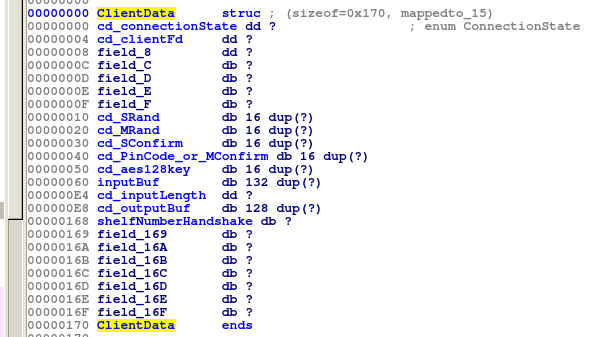 00000000 ClientData struc ; (sizeof=0x170, mappedto_15)
00000000 cd_connectionState dd ? ; enum ConnectionState
00000004 cd_clientFd dd ?
00000008 field_8 dd ?
0000000C field_C db ?
0000000D field_D db ?
0000000E field_E db ?
0000000F field_F db ?
00000010 cd_SRand db 16 dup(?)
00000020 cd_MRand db 16 dup(?)
00000030 cd_SConfirm db 16 dup(?)
00000040 cd_PinCode_or_MConfirm db 16 dup(?)
00000050 cd_aes128key db 16 dup(?)
00000060 inputBuf db 132 dup(?)
000000E4 cd_inputLength dd ?
000000E8 cd_outputBuf db 128 dup(?)
00000168 shelfNumberHandshake db ?
00000169 field_169 db ?
0000016A field_16A db ?
0000016B field_16B db ?
0000016C field_16C db ?
0000016D field_16D db ?
0000016E field_16E db ?
0000016F field_16F db ?
00000170 ClientData ends